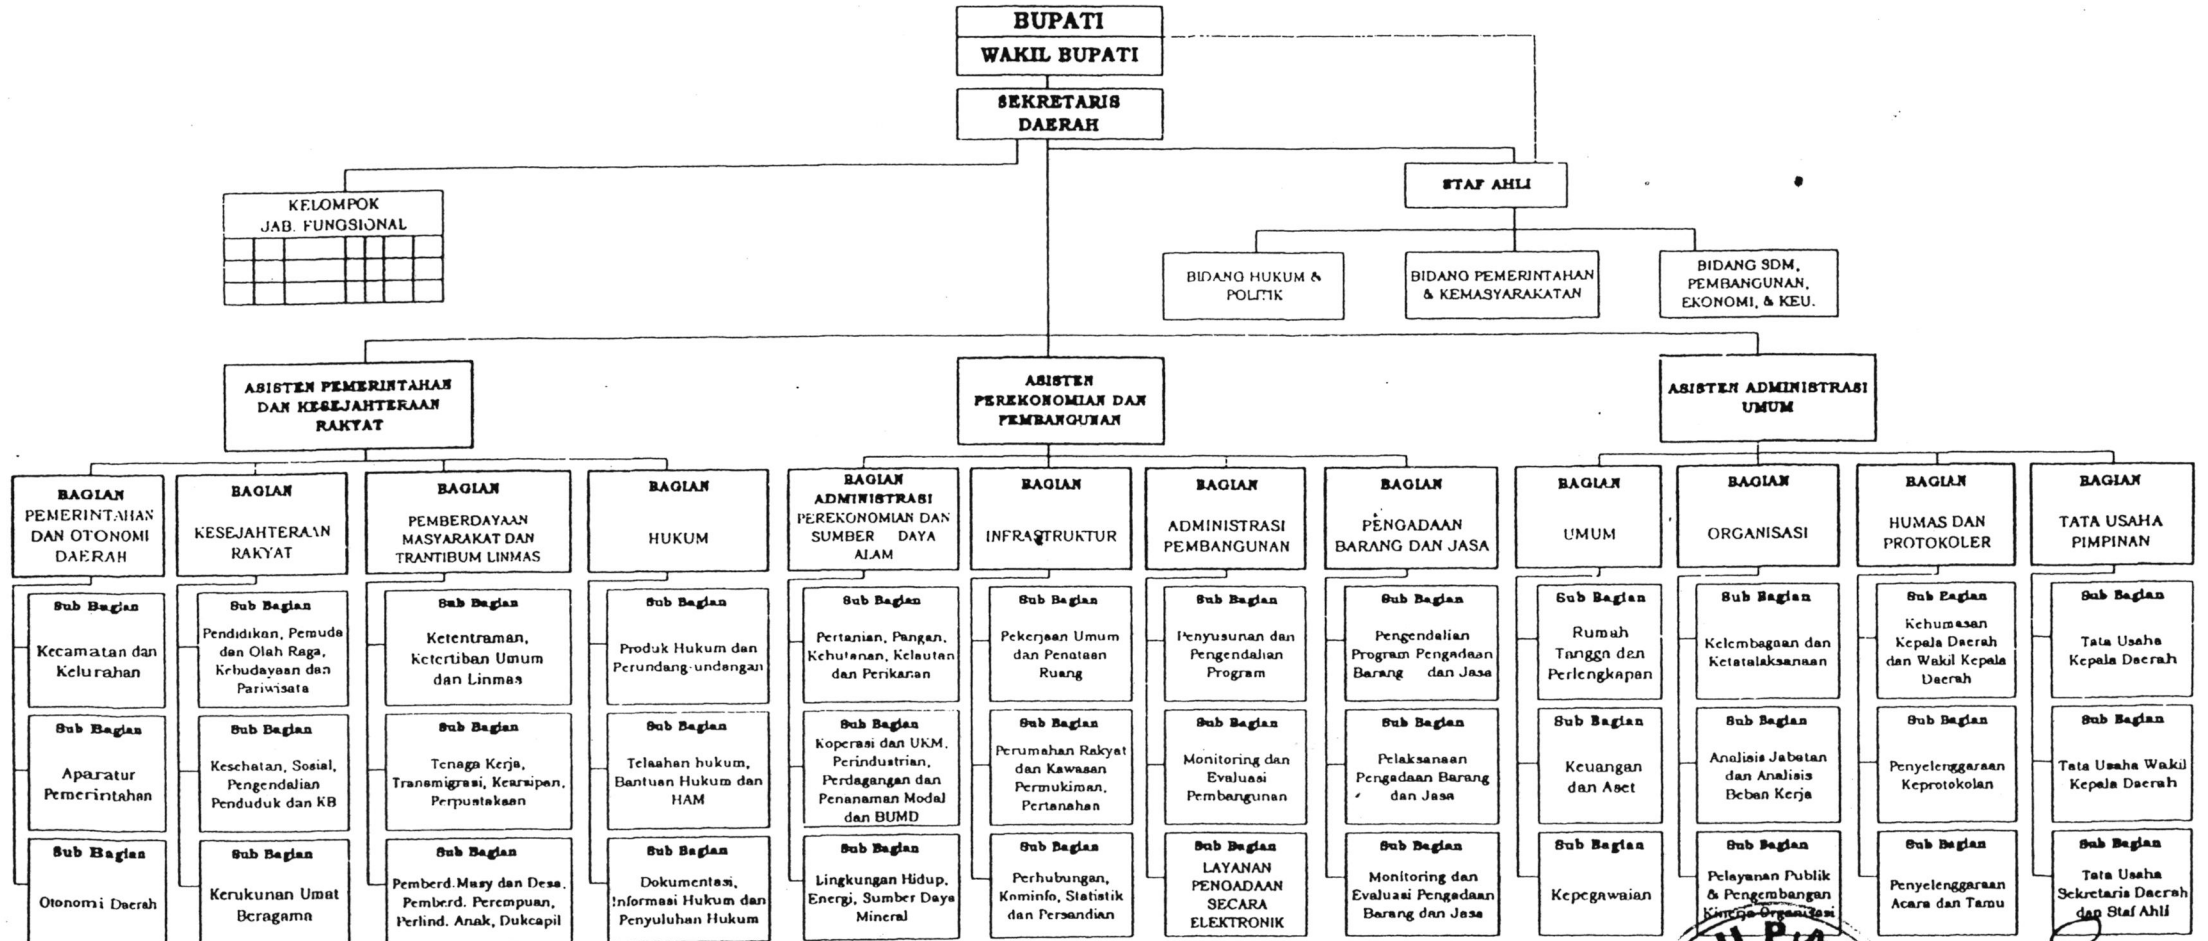 BUPATI
WAKIL BUPATI
SEKRETARIS
DAERAH
KELOMPOK
JAB. FUNGSIONAL
STAF AHLI
BIDANG HUKUM &
POLITIK
BIDANG PEMERINTAHAN
& KEMASYARAKATAN
BIDANG SDM,
PEMBANGUNAN,
EKONOMI, & KEU.
ASISTEN PEMERINTAHAN
DAN KESEJAHTERAAN
RAKYAT
ASISTEN
PEREKONOMIAN DAN
PEMBANGUNAN
ASISTEN ADMINISTRASI
UMUM
BAGIAN
PEMERINTAHAN
DAN OTONOMI
DAERAH
BAGIAN
KESEJAHTERAAN
RAKYAT
BAGIAN
PEMBERDAYAAN
MASYARAKAT DAN
TRANTIBUM LINMAS
BAGIAN
HUKUM
BAGIAN
ADMINISTRASI
PEREKONOMIAN DAN
SUMBER DAYA
ALAM
BAGIAN
INFRASTRUKTUR
BAGIAN
ADMINISTRASI
PEMBANGUNAN
BAGIAN
PENGADAAN
BARANG DAN JASA
BAGIAN
UMUM
BAGIAN
ORGANISASI
BAGIAN
HUMAS DAN
PROTOKOLER
BAGIAN
TATA USAHA
PIMPINAN
Sub Bagian
Kecamatan dan
Kelurahan
Sub Bagian
Pendidikan, Pemuda
dan Olah Raga,
Kebudayaan dan
Pariwisata
Sub Bagian
Ketentraman,
Ketertiban Umum
dan Linmas
Sub Bagian
Produk Hukum dan
Perundang-undangan
Sub Bagian
Pertanian, Pangan,
Kehutanan, Kelautan
dan Perikanan
Sub Bagian
Pekerjaan Umum
dan Penataan
Ruang
Sub Bagian
Penyusunan dan
Pengendalian
Program
Sub Bagian
Pengendalian
Program Pengadaan
Barang dan Jasa
Sub Bagian
Rumah
Tangga dan
Perlengkapan
Sub Bagian
Kelembagaan dan
Ketatalaksanaan
Sub Bagian
Kehumasan
Kepala Daerah
dan Wakil Kepala
Daerah
Sub Bagian
Tata Usaha
Kepala Daerah
Sub Bagian
Aparatur
Pemerintahan
Sub Bagian
Kesehatan, Sosial,
Pengendalian
Penduduk dan KB
Sub Bagian
Tenaga Kerja,
Transmigrasi, Kearsipan,
Perpustakaan
Sub Bagian
Telaahan hukum,
Bantuan Hukum dan
HAM
Sub Bagian
Koperasi dan UKM,
Perindustrian,
Perdagangan dan
Penanaman Modal
dan BUMD
Sub Bagian
Perumahan Rakyat
dan Kawasan
Permukiman,
Pertanahan
Sub Bagian
Monitoring dan
Evaluasi
Pembangunan
Sub Bagian
Pelaksanaan
Pengadaan Barang
dan Jasa
Sub Bagian
Keuangan
dan Aset
Sub Bagian
Analisis Jabatan
dan Analisis
Beban Kerja
Sub Bagian
Penyelenggaraan
Keprotokolan
Sub Bagian
Tata Usaha Wakil
Kepala Daerah
Sub Bagian
Otonomi Daerah
Sub Bagian
Kerukunan Umat
Beragama
Sub Bagian
Pemberd.Masy dan Desa,
Pemberd. Perempuan,
Perlind. Anak, Dukcapil
Sub Bagian
Dokumentasi,
Informasi Hukum dan
Penyuluhan Hukum
Sub Bagian
Lingkungan Hidup,
Energi, Sumber Daya
Mineral
Sub Bagian
Perhubungan,
Kominfo, Statistik
dan Persandian
Sub Bagian
LAYANAN
PENGADAAN
SECARA
ELEKTRONIK
Sub Bagian
Monitoring dan
Evaluasi Pengadaan
Barang dan Jasa
Sub Bagian
Kepegawaian
Sub Bagian
Pelayanan Publik
& Pengembangan
Kinerja Organisasi
Sub Bagian
Penyelenggaraan
Acara dan Tamu
Sub Bagian
Tata Usaha
Sekretaris Daerah
dan Staf Ahli